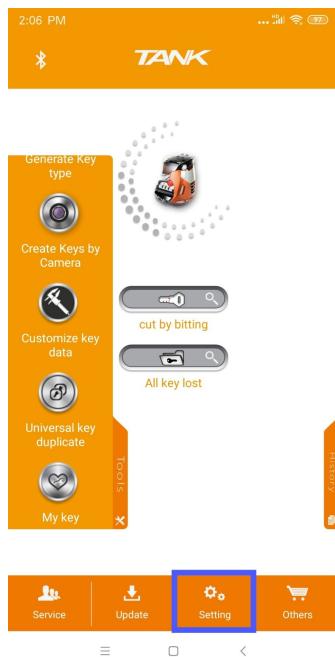 2:06 PM
HD
97
TANK
Generate Key
type
Create Keys by
Camera
Customize key
data
Universal key
duplicate
My key
Tools
cut by bitting
All key lost
History
Service
Update
Setting
Others